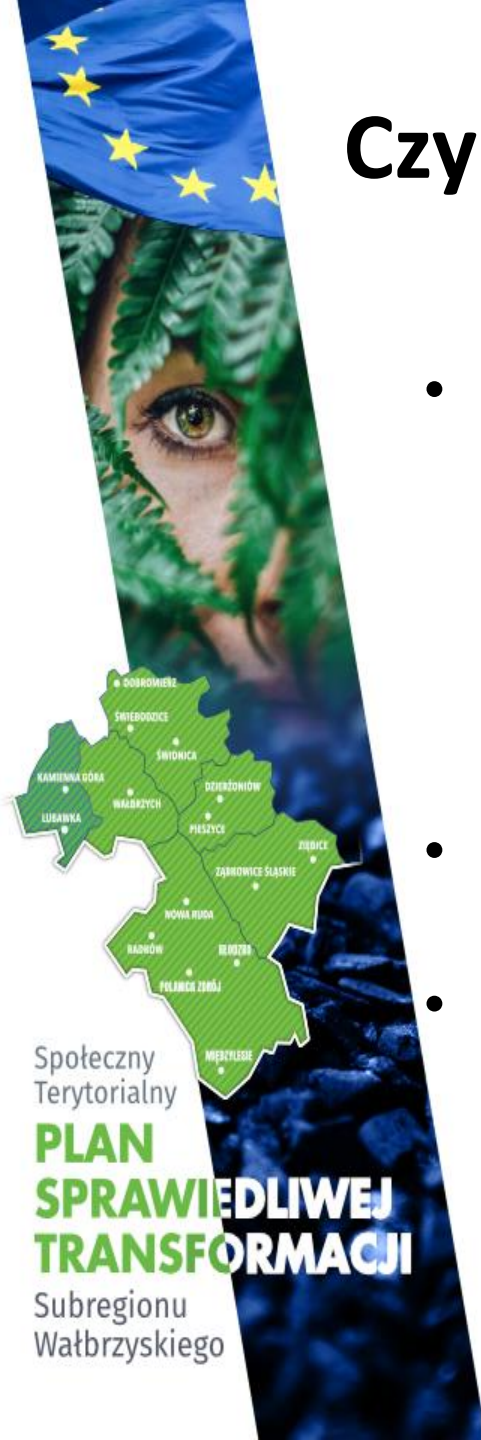 Czy
•
•
•
DOBROMIERZ
ŚWIEBODZICE
ŚWIDNICA
KAMIENNA GÓRA
DZIERŻONIÓW
WAŁBRZYCH
LUBAWKA
PIESZYCE
ZIĘBICE
ZĄBKOWICE ŚLĄSKIE
NOWA RUDA
RADKÓW
KŁODZKO
POLANICA ZDRÓJ
MIĘDZYLESIE
Społeczny
Terytorialny
PLAN
SPRAWIEDLIWEJ
TRANSFORMACJI
Subregionu
Wałbrzyskiego